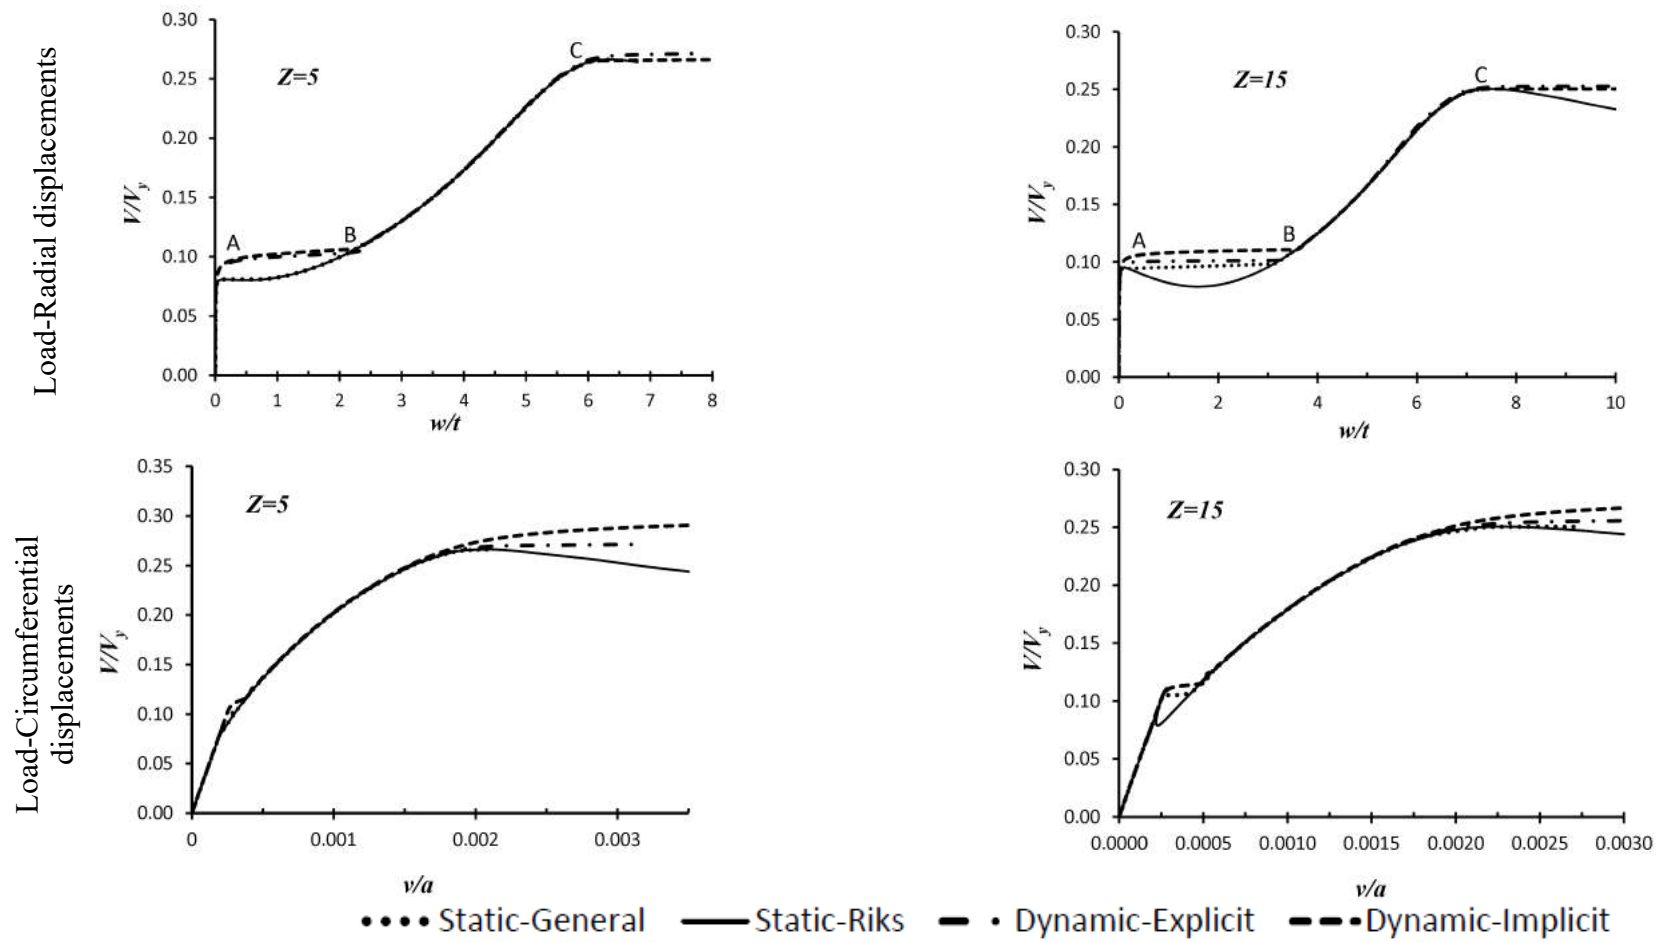 Load-Radial displacements
0.30
0.25
0.20
0.15
0.10
0.05
0.00
V/Vy
Z=5
A
B
C
0 1 2 3 4 5 6 7 8
w/t
0.30
0.25
0.20
0.15
0.10
0.05
0.00
V/Vy
Z=15
A
B
C
0 2 4 6 8 10
w/t
Load-Circumferential
displacements
0.35
0.30
0.25
0.20
0.15
0.10
0.05
0.00
V/Vy
Z=5
0 0.001 0.002 0.003
v/a
0.30
0.25
0.20
0.15
0.10
0.05
0.00
V/Vy
Z=15
0.0000 0.0005 0.0010 0.0015 0.0020 0.0025 0.0030
v/a
Static-General Static-Riks Dynamic-Explicit Dynamic-Implicit